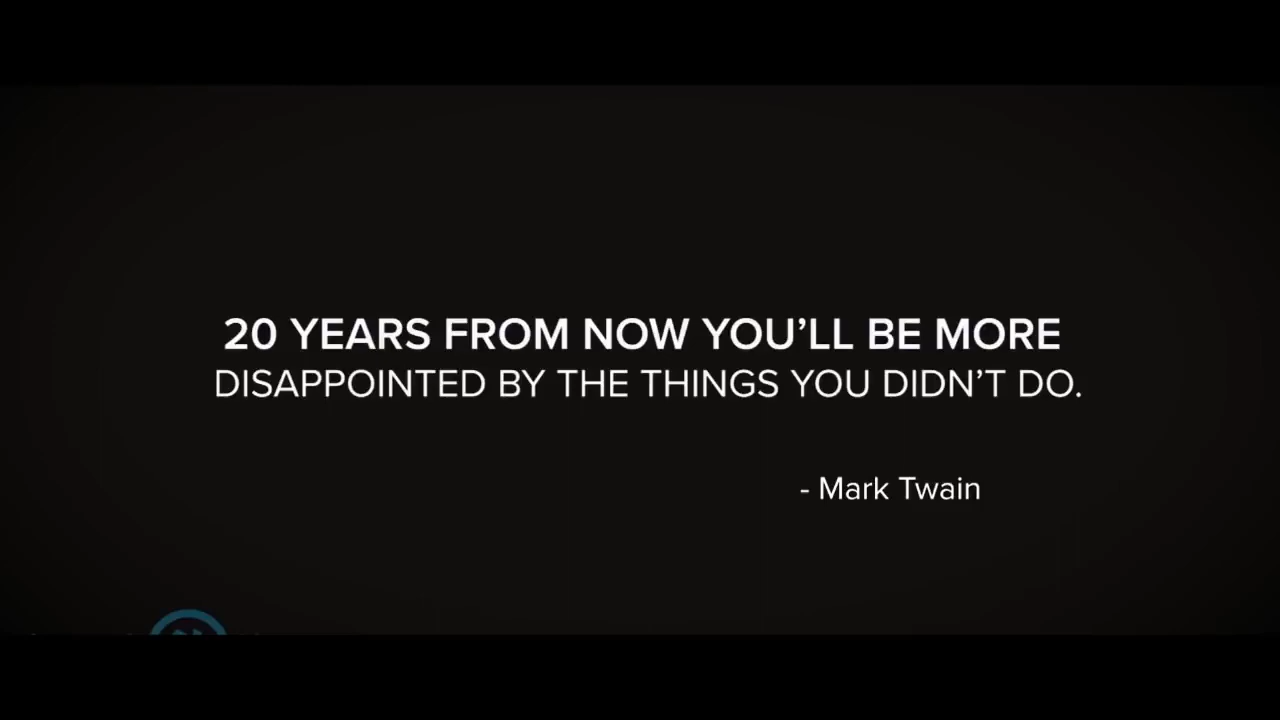 20 YEARS FROM NOW YOU’LL BE MORE
DISAPPOINTED BY THE THINGS YOU DIDN’T DO.
- Mark Twain